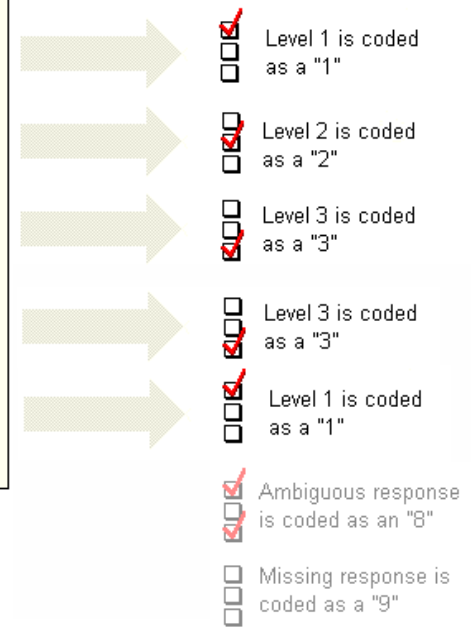 Level 1 is coded
as a "1"
Level 2 is coded
as a "2"
Level 3 is coded
as a "3"
Level 3 is coded
as a "3"
Level 1 is coded
as a "1"
Ambiguous response
is coded as an "8"
Missing response is
coded as a "9"